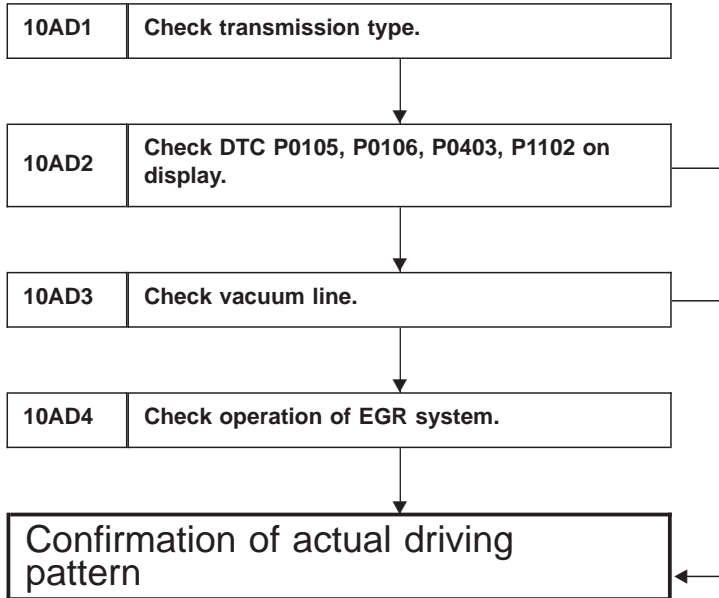 10AD1 Check transmission type.
10AD2 Check DTC P0105, P0106, P0403, P1102 on
display.
10AD3 Check vacuum line.
10AD4 Check operation of EGR system.
Confirmation of actual driving
pattern